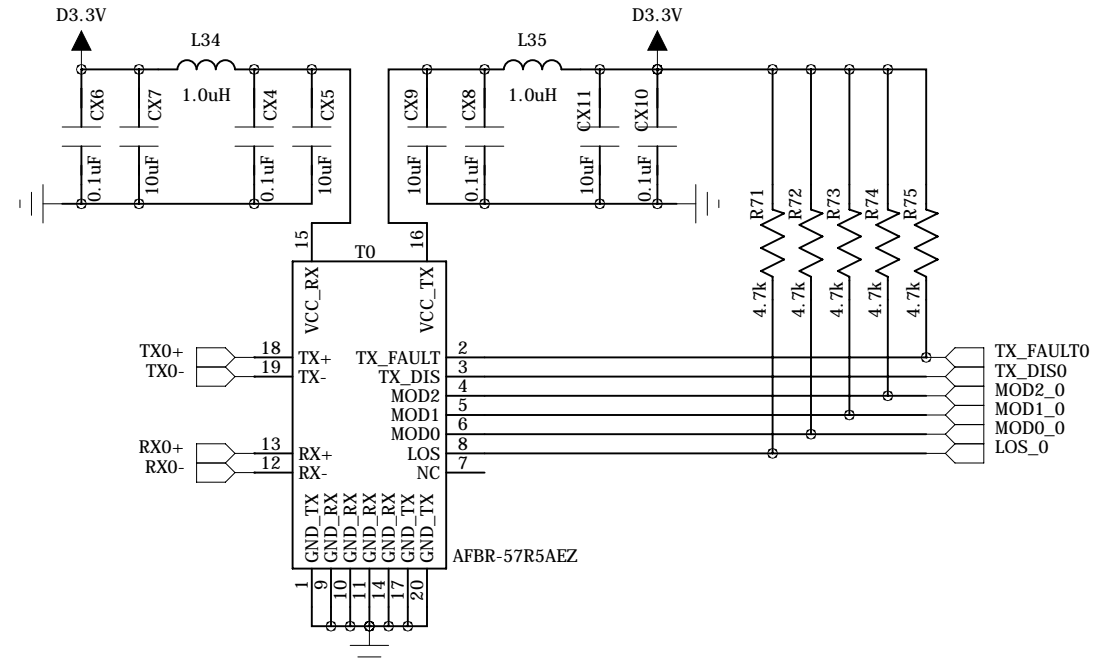 D3.3V
D3.3V
L34
L35
1.0uH
1.0uH
CX6
CX7
CX4
CX5
CX9
CX8
CX11
CX10
0.1uF
10uF
0.1uF
10uF
10uF
0.1uF
10uF
0.1uF
R71
R72
R73
R74
R75
4.7k
4.7k
4.7k
4.7k
4.7k
15
16
T0
VCC_RX
VCC_TX
TX0+
18
TX+
TX_FAULT
2
TX_FAULT0
TX0-
19
TX-
TX_DIS
3
TX_DIS0
MOD2
4
MOD2_0
MOD1
5
MOD1_0
MOD0
6
MOD0_0
RX0+
13
RX+
LOS
8
LOS_0
RX0-
12
RX-
NC
7
GND_TX
GND_RX
GND_RX
GND_RX
GND_RX
GND_TX
GND_TX
AFBR-57R5AEZ
1
9
10
11
14
17
20